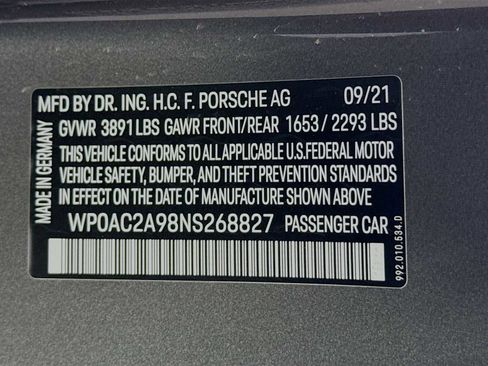 MFD BY DR. ING. H.C. F. PORSCHE AG 09/21
GVWR 3891 LBS GAWR FRONT/REAR 1653 / 2293 LBS
THIS VEHICLE CONFORMS TO ALL APPLICABLE U.S.FEDERAL MOTOR
VEHICLE SAFETY, BUMPER, AND THEFT PREVENTION STANDARDS
IN EFFECT ON THE DATE OF MANUFACTURE SHOWN ABOVE
WP0AC2A98NS268827 PASSENGER CAR
MADE IN GERMANY
992.010.534.D